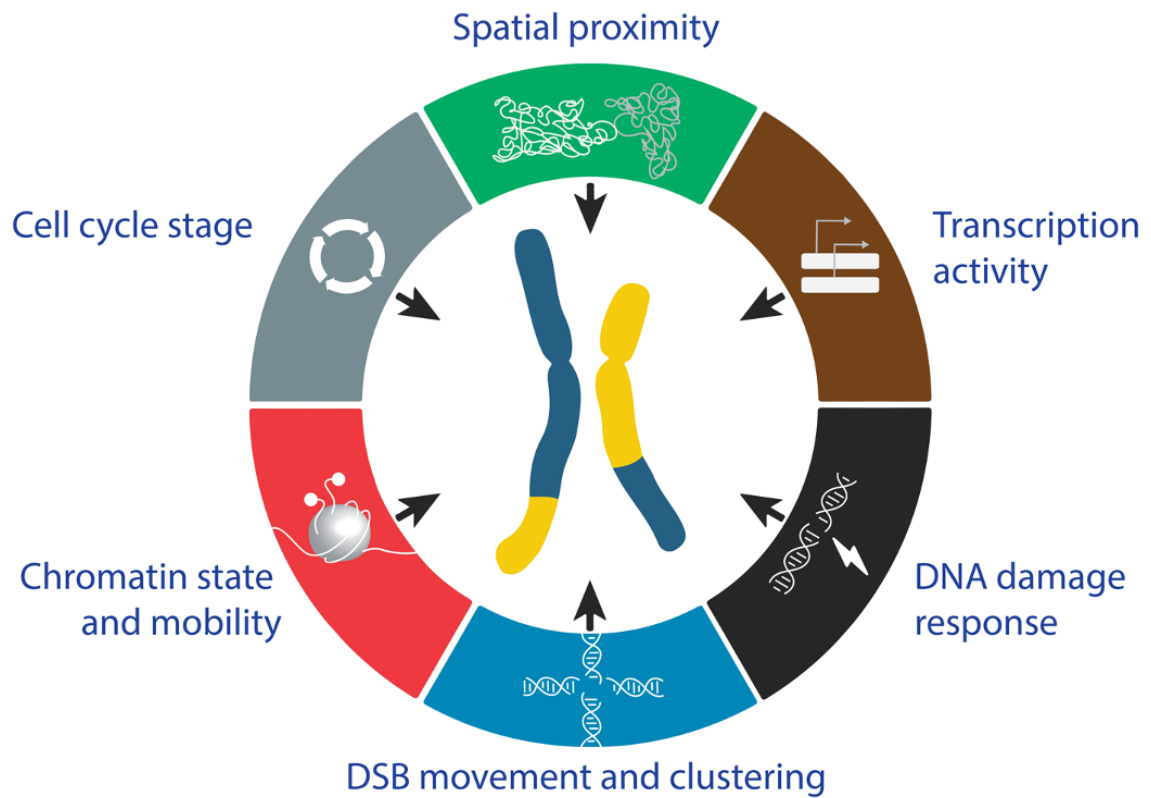 Spatial proximity
Cell cycle stage
Transcription
activity
Chromatin state
and mobility
DNA damage
response
DSB movement and clustering